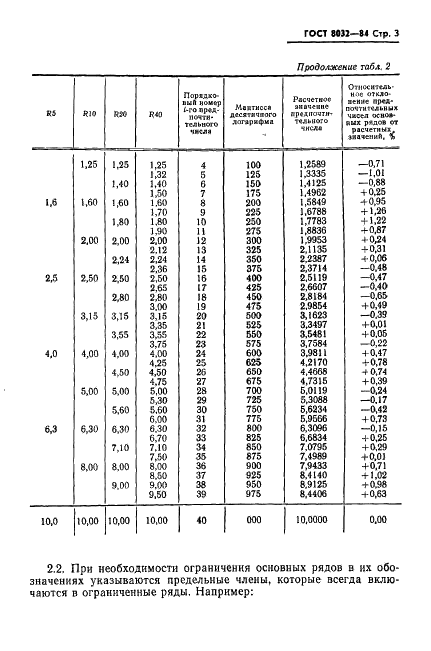 ГОСТ 8032—84 Стр. 3
Продолжение табл. 2
R5 R10 R20 R40 Порядко-вый номер i-го пред-почти-тельного числа Мантисса десятичного логарифма Расчетное значение предпочти-тельного числа Относитель-ное откло-нение пред-почтительных чисел основ-ных рядов от расчетных значений, %
1,25 1,25 1,25 4 100 1,2589 —0,71
1,32 5 125 1,3335 —1,01
1,40 1,40 6 150 1,4125 —0,88
1,50 7 175 1,4962 +0,25
1,6 1,60 1,60 1,60 8 200 1,5849 +0,95
1,70 9 225 1,6788 +1,26
1,80 1,80 10 250 1,7783 +1,22
1,90 11 275 1,8836 +0,87
2,00 2,00 2,00 12 300 1,9953 +0,24
2,12 13 325 2,1135 +0,31
2,24 2,24 14 350 2,2387 +0,06
2,36 15 375 2,3714 —0,48
2,5 2,50 2,50 2,50 16 400 2,5119 —0,47
2,65 17 425 2,6607 —0,40
2,80 2,80 18 450 2,8184 —0,65
3,00 19 475 2,9854 +0,49
3,15 3,15 3,15 20 500 3,1623 —0,39
3,35 21 525 3,3497 +0,01
3,55 3,55 22 550 3,5481 +0,05
3,75 23 575 3,7584 —0,22
4,0 4,00 4,00 4,00 24 600 3,9811 +0,47
4,25 25 625 4,2170 +0,78
4,50 4,50 26 650 4,4668 +0,74
4,75 27 675 4,7315 +0,39
5,00 5,00 5,00 28 700 5,0119 —0,24
5,30 29 725 5,3088 —0,17
5,60 5,60 30 750 5,6234 —0,42
6,00 31 775 5,9566 +0,73
6,3 6,30 6,30 6,30 32 800 6,3096 —0,15
6,70 33 825 6,6834 +0,25
7,10 7,10 34 850 7,0795 +0,29
7,50 35 875 7,4989 +0,01
8,00 8,00 8,00 36 900 7,9433 +0,71
8,50 37 925 8,4140 +1,02
9,00 9,00 38 950 8,9125 +0,98
9,50 39 975 8,4406 +0,63
10,0 10,00 10,00 10,00 40 000 10,0000 0,00
2.2. При необходимости ограничения основных рядов в их обо-
значениях указываются предельные члены, которые всегда вклю-
чаются в ограниченные ряды. Например: